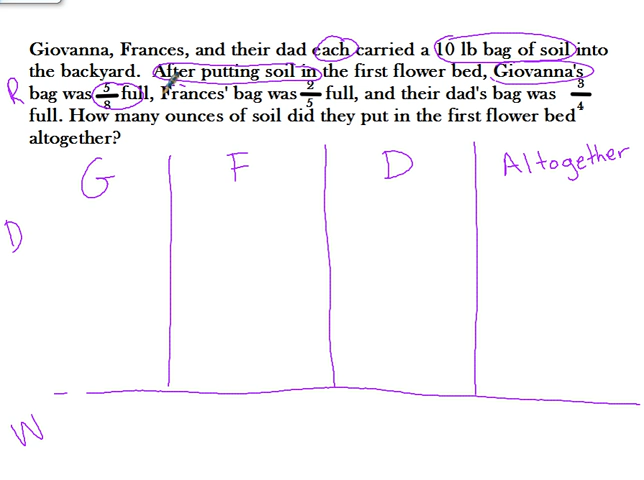 Giovanna, Frances, and their dad each carried a 10 lb bag of soil into
the backyard. After putting soil in the first flower bed, Giovanna's
R bag was 5/8 full, Frances' bag was 2/5 full, and their dad's bag was 3/4
full. How many ounces of soil did they put in the first flower bed
altogether?
G F D Altogether
D
W